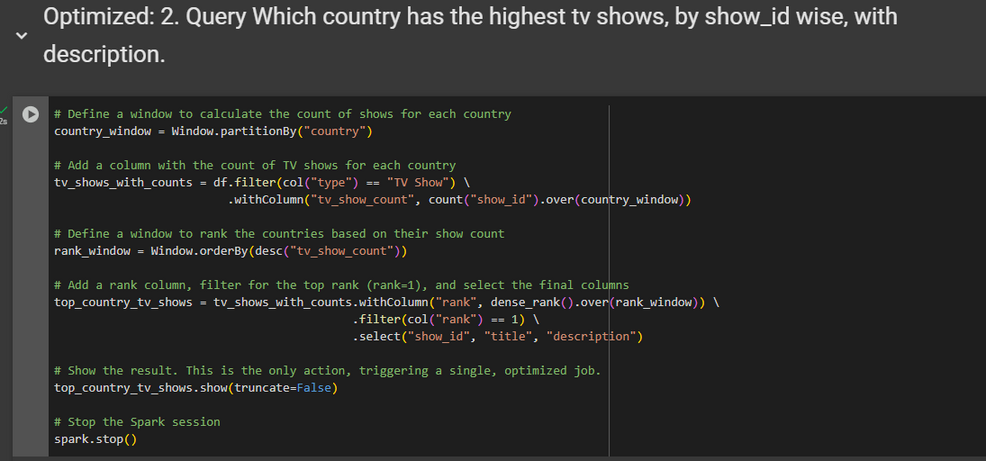 Optimized: 2. Query Which country has the highest tv shows, by show_id wise, with
description.
2s
# Define a window to calculate the count of shows for each country
country_window = Window.partitionBy("country")
# Add a column with the count of TV shows for each country
tv_shows_with_counts = df.filter(col("type") == "TV Show") \
.withColumn("tv_show_count", count("show_id").over(country_window))
# Define a window to rank the countries based on their show count
rank_window = Window.orderBy(desc("tv_show_count"))
# Add a rank column, filter for the top rank (rank=1), and select the final columns
top_country_tv_shows = tv_shows_with_counts.withColumn("rank", dense_rank().over(rank_window)) \
.filter(col("rank") == 1) \
.select("show_id", "title", "description")
# Show the result. This is the only action, triggering a single, optimized job.
top_country_tv_shows.show(truncate=False)
# Stop the Spark session
spark.stop()